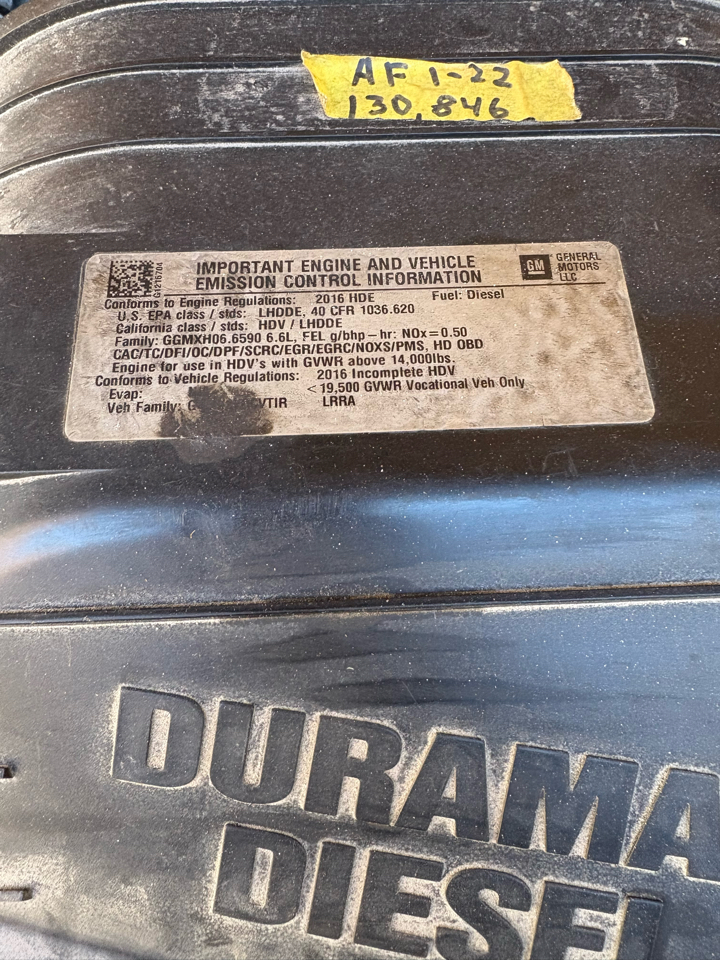 AF 1-22
130,846
IMPORTANT ENGINE AND VEHICLE
EMISSION CONTROL INFORMATION
GM GENERAL
MOTORS
LLC
G1216704
Conforms to Engine Regulations: 2016 HDE Fuel: Diesel
U.S. EPA class / stds: LHDDE, 40 CFR 1036.620
California class / stds: HDV / LHDDE
Family: GGMXH06.6590 6.6L, FEL g/bhp-hr: NOx=0.50
CAC/TC/DFI/OC/DPF/SCRC/EGR/EGRC/NOXS/PMS, HD OBD
Engine for use in HDV's with GVWR above 14,000lbs.
Conforms to Vehicle Regulations: 2016 Incomplete HDV
Evap: <19,500 GVWR Vocational Veh Only
Veh Family: LRRA
DURAMA
DIESEL